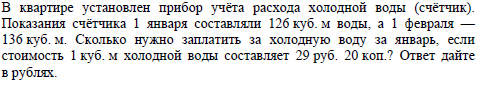 В квартире установлен прибор учёта расхода холодной воды (счётчик).
Показания счётчика 1 января составляли 126 куб. м воды, а 1 февраля —
136 куб. м. Сколько нужно заплатить за холодную воду за январь, если
стоимость 1 куб. м холодной воды составляет 29 руб. 20 коп.? Ответ дайте
в рублях.